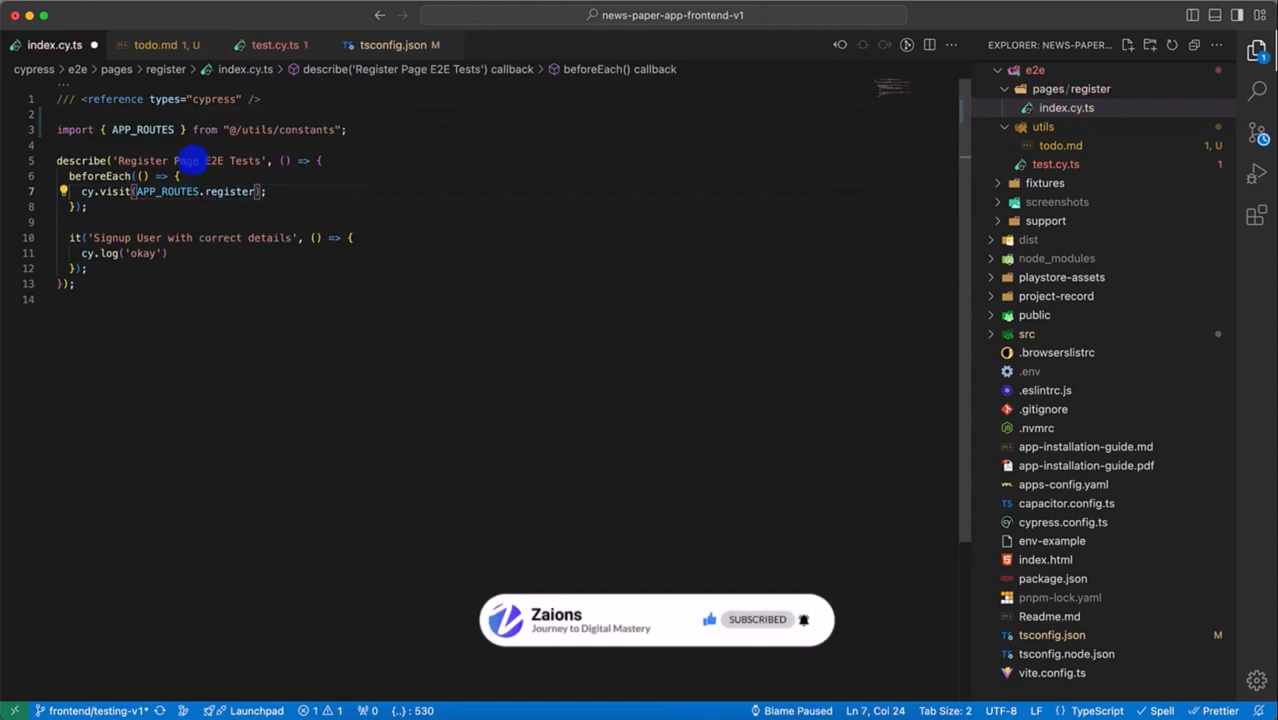 news-paper-app-frontend-v1
index.cy.ts
todo.md 1, U
test.cy.ts 1
tsconfig.json M
EXPLORER: NEWS-PAPER...
cypress > e2e > pages > register > index.cy.ts > describe('Register Page E2E Tests') callback > beforeEach() callback
...
1 /// <reference types="cypress" />
2
3 import { APP_ROUTES } from "@/utils/constants";
4
5 describe('Register Page E2E Tests', () => {
6 beforeEach(() => {
7 cy.visit(APP_ROUTES.register);
8 });
9
10 it('Signup User with correct details', () => {
11 cy.log('okay')
12 });
13 });
14
e2e
pages / register
index.cy.ts
utils
todo.md 1, U
test.cy.ts 1
fixtures
screenshots
support
dist
node_modules
playstore-assets
project-record
public
src
.browserslistrc
.env
.eslintrc.js
.gitignore
.nvmrc
app-installation-guide.md
app-installation-guide.pdf
apps-config.yaml
capacitor.config.ts
cypress.config.ts
env-example
index.html
package.json
pnpm-lock.yaml
Readme.md
tsconfig.json M
tsconfig.node.json
vite.config.ts
1
Zaions
Journey to Digital Mastery
SUBSCRIBED
frontend/testing-v1* Launchpad 1 1 0 {..} : 530 Blame Paused Ln 7, Col 24 Tab Size: 2 UTF-8 LF { } TypeScript Spell Prettier